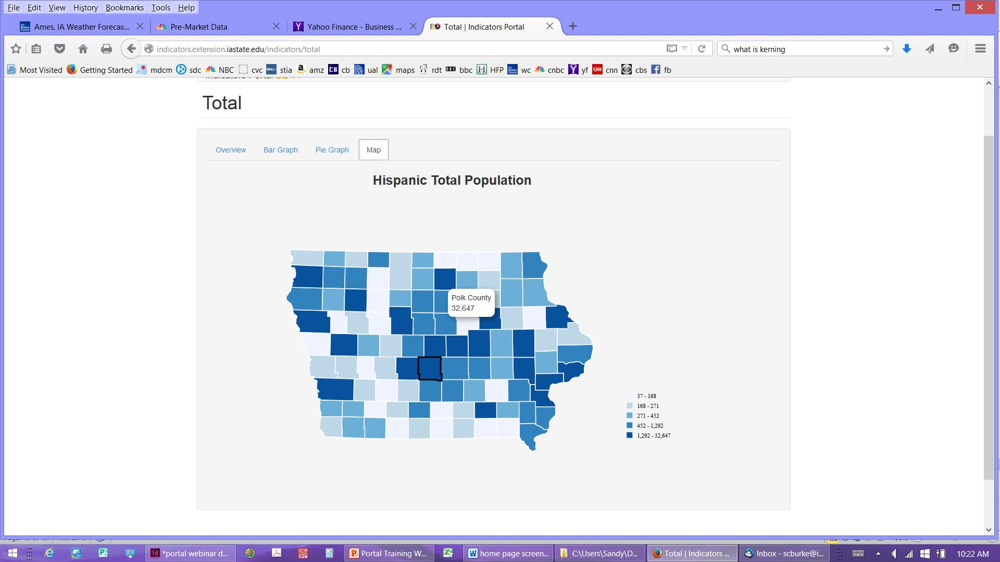 File Edit View History Bookmarks Tools Help
Ames, IA Weather Forecas... Pre-Market Data Yahoo Finance - Business ... Total | Indicators Portal
indicators.extension.iastate.edu/indicators/total what is kerning
Most Visited Getting Started mdcm sdc NBC cvc stia amz cb ual maps rdt bbc HFP wc cnbc yf cnn cbs fb
Total
Overview Bar Graph Pie Graph Map
Hispanic Total Population
Polk County
32,647
37 - 168
168 - 271
271 - 452
452 - 1,292
1,292 - 32,647
*portal webinar d... Portal Training W... home page screen... C:\Users\Sandy\D... Total | Indicators ... Inbox - scburke@i... 10:22 AM